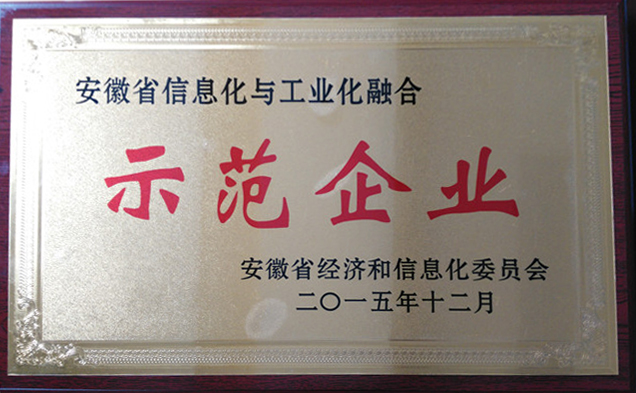 安徽省信息化与工业化融合
示范企业
安徽省经济和信息化委员会
二〇一五年十二月